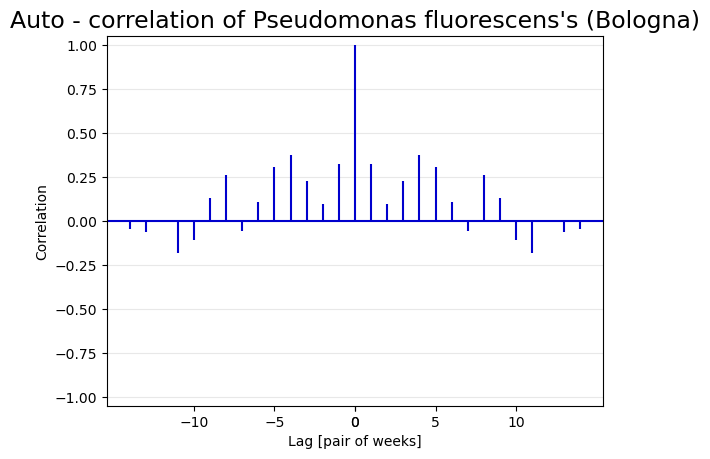 Auto - correlation of Pseudomonas fluorescens's (Bologna)
1.00
0.75
0.50
0.25
0.00
−0.25
−0.50
−0.75
−1.00
Correlation
−10 −5 0 5 10
Lag [pair of weeks]